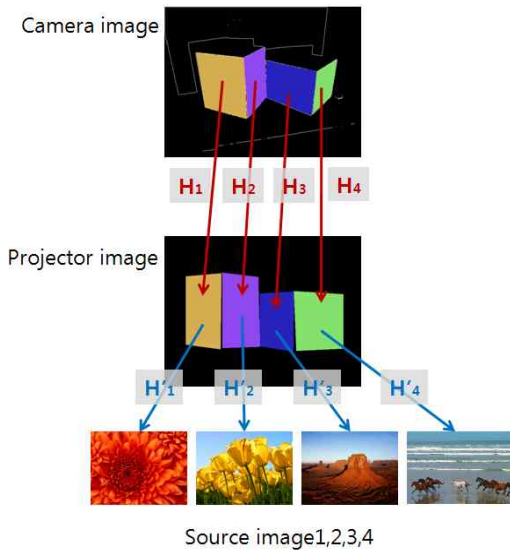 Camera image
H₁ H₂ H₃ H₄
Projector image
H'₁ H'₂ H'₃ H'₄
Source image1,2,3,4